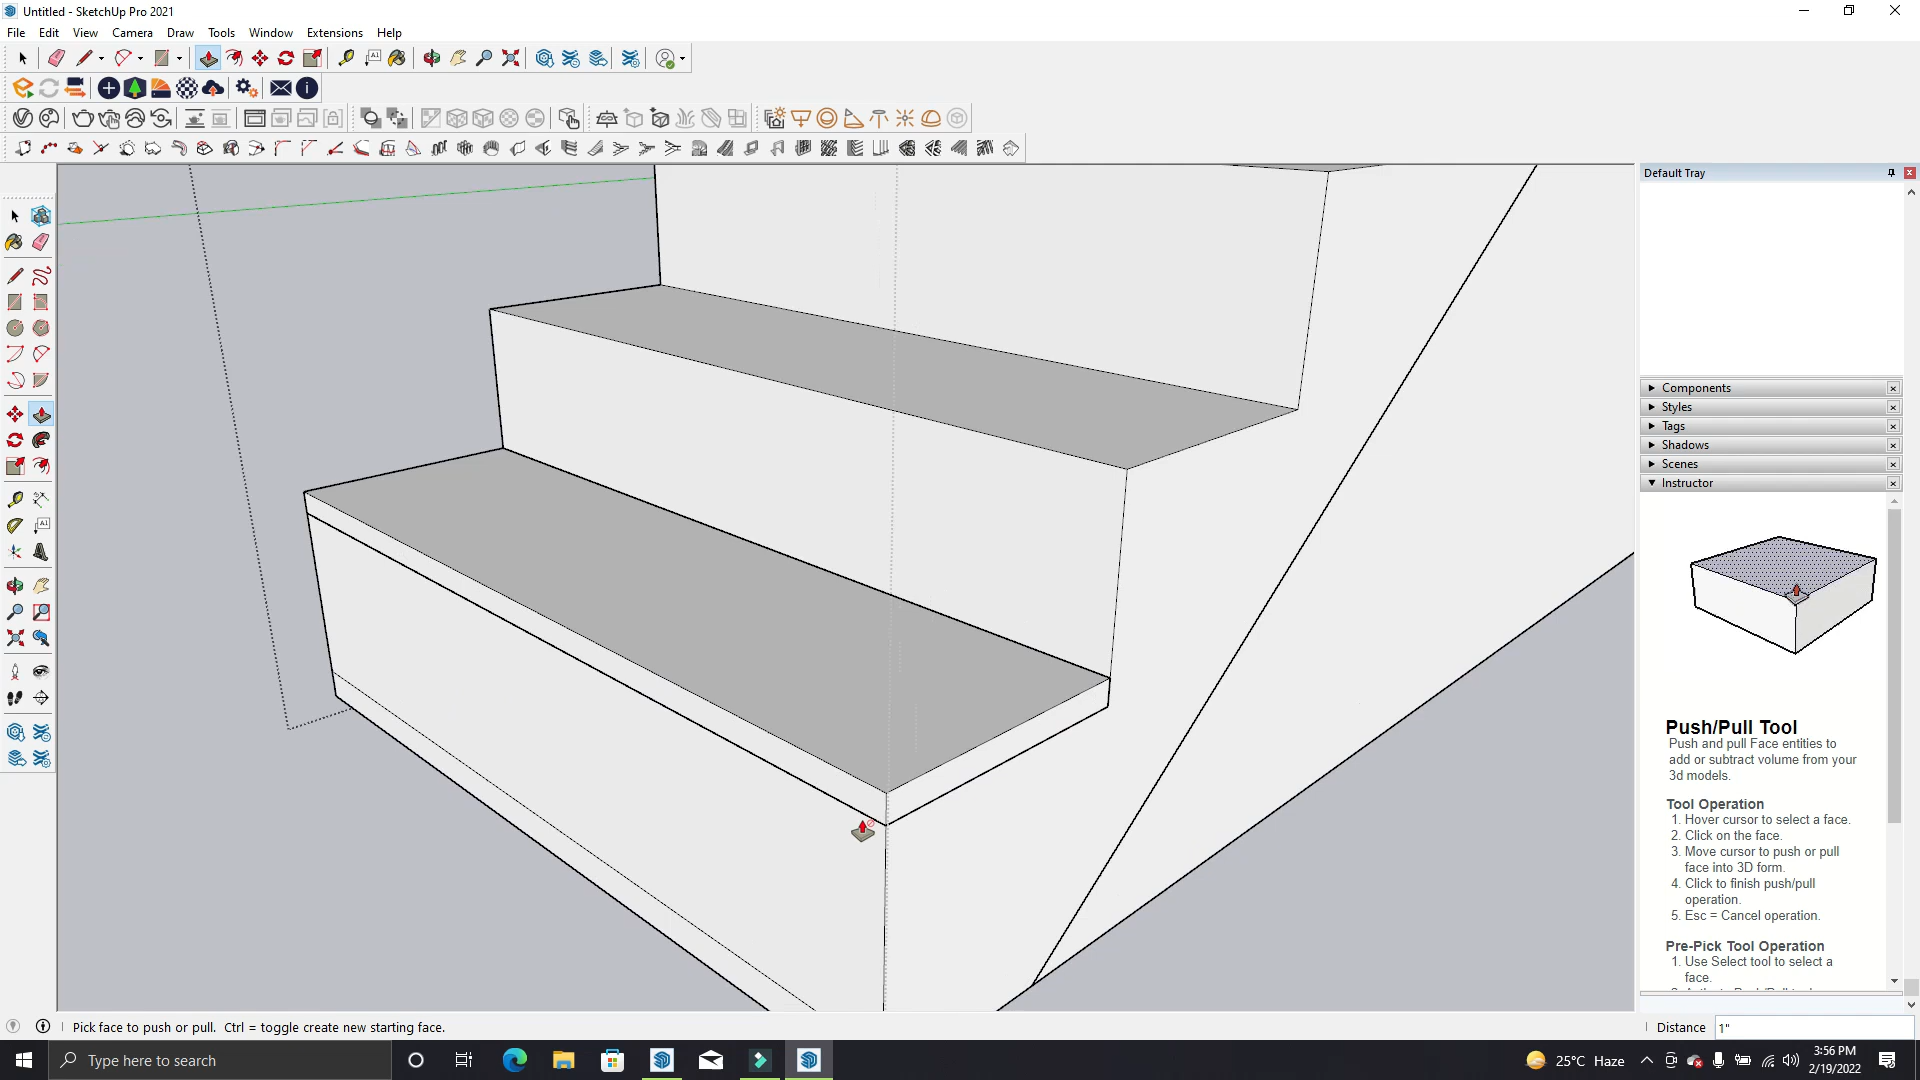 Untitled - SketchUp Pro 2021
File Edit View Camera Draw Tools Window Extensions Help
Default Tray
Components
Styles
Tags
Shadows
Scenes
Instructor
Push/Pull Tool
Push and pull Face entities to
add or subtract volume from your
3d models.
Tool Operation
1. Hover cursor to select a face.
2. Click on the face.
3. Move cursor to push or pull
face into 3D form.
4. Click to finish push/pull
operation.
5. Esc = Cancel operation.
Pre-Pick Tool Operation
1. Use Select tool to select a
face.
Pick face to push or pull. Ctrl = toggle create new starting face.
Distance 1"
Type here to search
25°C Haze
3:56 PM
2/19/2022